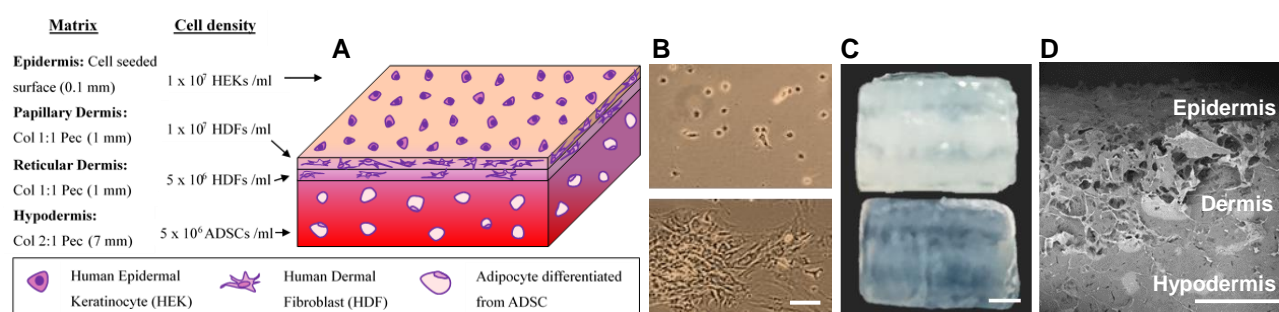 Matrix
Cell density
A
B
C
D
Epidermis: Cell seeded
surface (0.1 mm)
1 x 10⁷ HEKs /ml
Papillary Dermis:
Col 1:1 Pec (1 mm)
1 x 10⁷ HDFs /ml
Reticular Dermis:
Col 1:1 Pec (1 mm)
5 x 10⁶ HDFs /ml
Hypodermis:
Col 2:1 Pec (7 mm)
5 x 10⁶ ADSCs /ml
Human Epidermal
Keratinocyte (HEK)
Human Dermal
Fibroblast (HDF)
Adipocyte differentiated
from ADSC
Epidermis
Dermis
Hypodermis